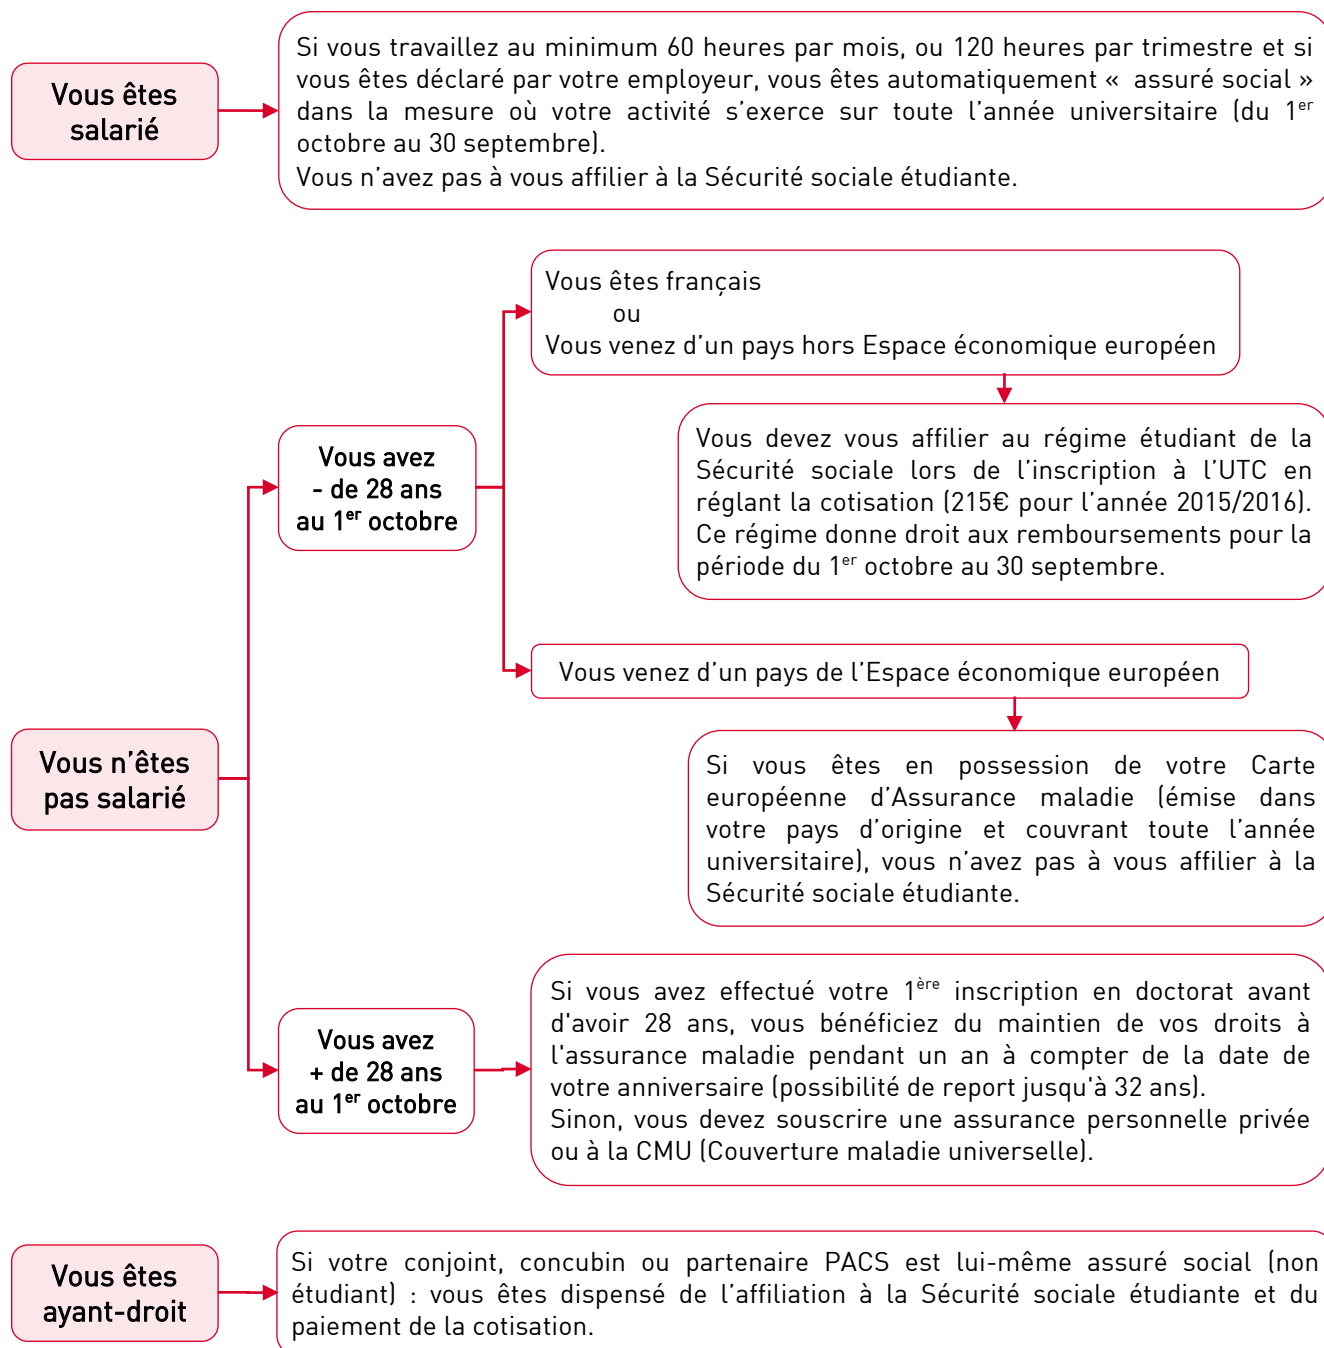 Vous êtes
salarié
Si vous travaillez au minimum 60 heures par mois, ou 120 heures par trimestre et si
vous êtes déclaré par votre employeur, vous êtes automatiquement « assuré social »
dans la mesure où votre activité s’exerce sur toute l’année universitaire (du 1er
octobre au 30 septembre).
Vous n’avez pas à vous affilier à la Sécurité sociale étudiante.
Vous n’êtes
pas salarié
Vous avez
- de 28 ans
au 1er octobre
Vous êtes français
ou
Vous venez d’un pays hors Espace économique européen
Vous devez vous affilier au régime étudiant de la
Sécurité sociale lors de l’inscription à l’UTC en
réglant la cotisation (215€ pour l’année 2015/2016).
Ce régime donne droit aux remboursements pour la
période du 1er octobre au 30 septembre.
Vous venez d’un pays de l’Espace économique européen
Si vous êtes en possession de votre Carte
européenne d’Assurance maladie (émise dans
votre pays d’origine et couvrant toute l’année
universitaire), vous n’avez pas à vous affilier à la
Sécurité sociale étudiante.
Vous avez
+ de 28 ans
au 1er octobre
Si vous avez effectué votre 1ère inscription en doctorat avant
d'avoir 28 ans, vous bénéficiez du maintien de vos droits à
l'assurance maladie pendant un an à compter de la date de
votre anniversaire (possibilité de report jusqu'à 32 ans).
Sinon, vous devez souscrire une assurance personnelle privée
ou à la CMU (Couverture maladie universelle).
Vous êtes
ayant-droit
Si votre conjoint, concubin ou partenaire PACS est lui-même assuré social (non
étudiant) : vous êtes dispensé de l’affiliation à la Sécurité sociale étudiante et du
paiement de la cotisation.